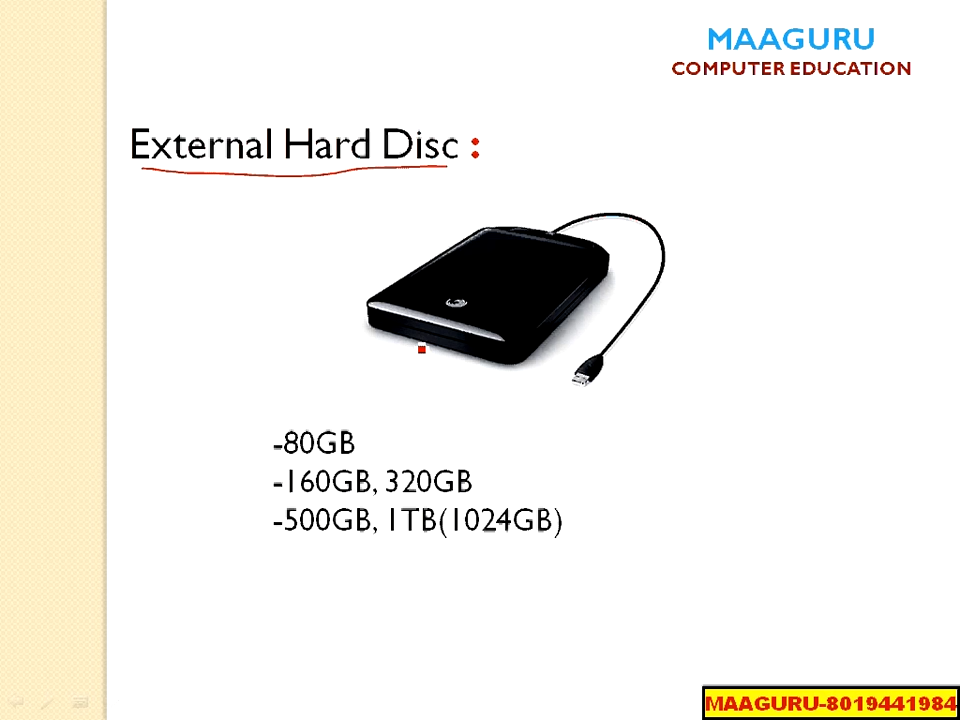 MAAGURU
COMPUTER EDUCATION
External Hard Disc :
-80GB
-160GB, 320GB
-500GB, 1TB(1024GB)
MAAGURU-8019441984